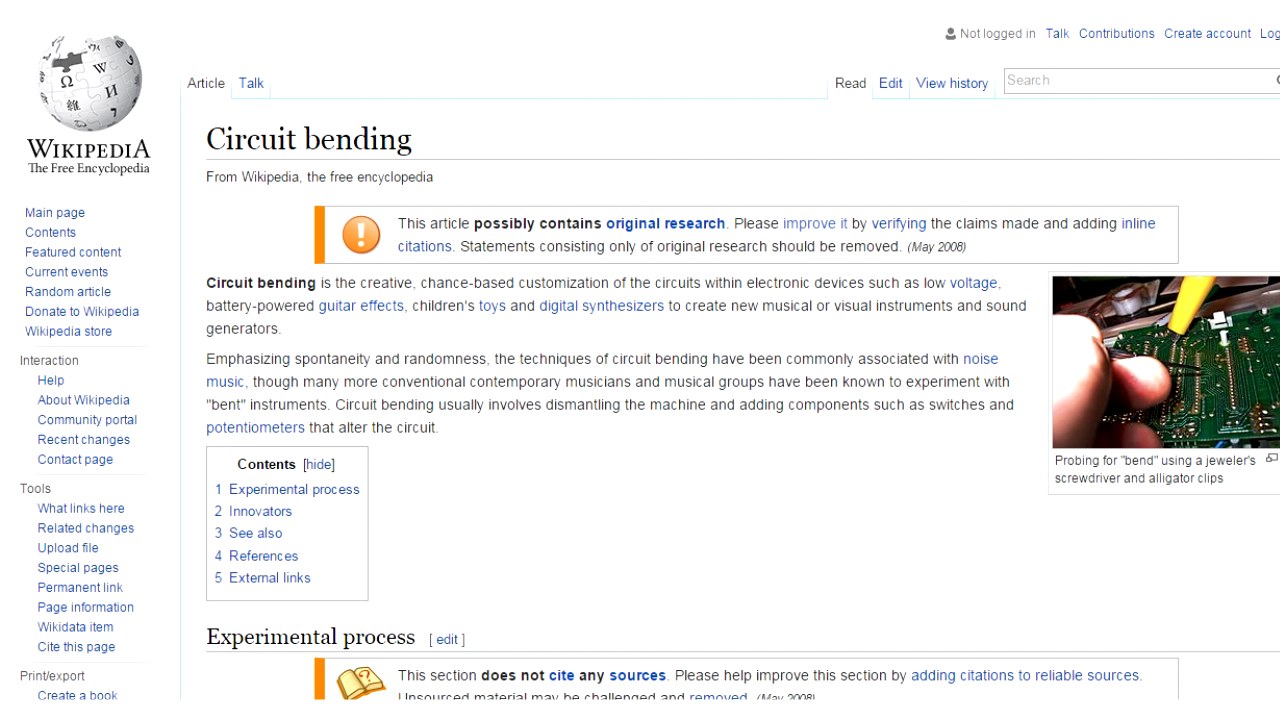 Not logged in Talk Contributions Create account Log
Article Talk
Read Edit View history Search
WIKIPEDIA
The Free Encyclopedia
Main page
Contents
Featured content
Current events
Random article
Donate to Wikipedia
Wikipedia store
Interaction
Help
About Wikipedia
Community portal
Recent changes
Contact page
Tools
What links here
Related changes
Upload file
Special pages
Permanent link
Page information
Wikidata item
Cite this page
Print/export
Create a book
Circuit bending
From Wikipedia, the free encyclopedia
This article possibly contains original research. Please improve it by verifying the claims made and adding inline
citations. Statements consisting only of original research should be removed. (May 2008)
Circuit bending is the creative, chance-based customization of the circuits within electronic devices such as low voltage,
battery-powered guitar effects, children's toys and digital synthesizers to create new musical or visual instruments and sound
generators.
Emphasizing spontaneity and randomness, the techniques of circuit bending have been commonly associated with noise
music, though many more conventional contemporary musicians and musical groups have been known to experiment with
"bent" instruments. Circuit bending usually involves dismantling the machine and adding components such as switches and
potentiometers that alter the circuit.
Probing for "bend" using a jeweler's
screwdriver and alligator clips
Contents [hide]
1 Experimental process
2 Innovators
3 See also
4 References
5 External links
Experimental process [ edit ]
This section does not cite any sources. Please help improve this section by adding citations to reliable sources.
Unsourced material may be challenged and removed. (May 2008)